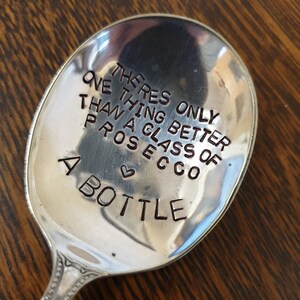 THERES ONLY
ONE THING BETTER
THAN A GLASS OF
PROSECCO
A BOTTLE